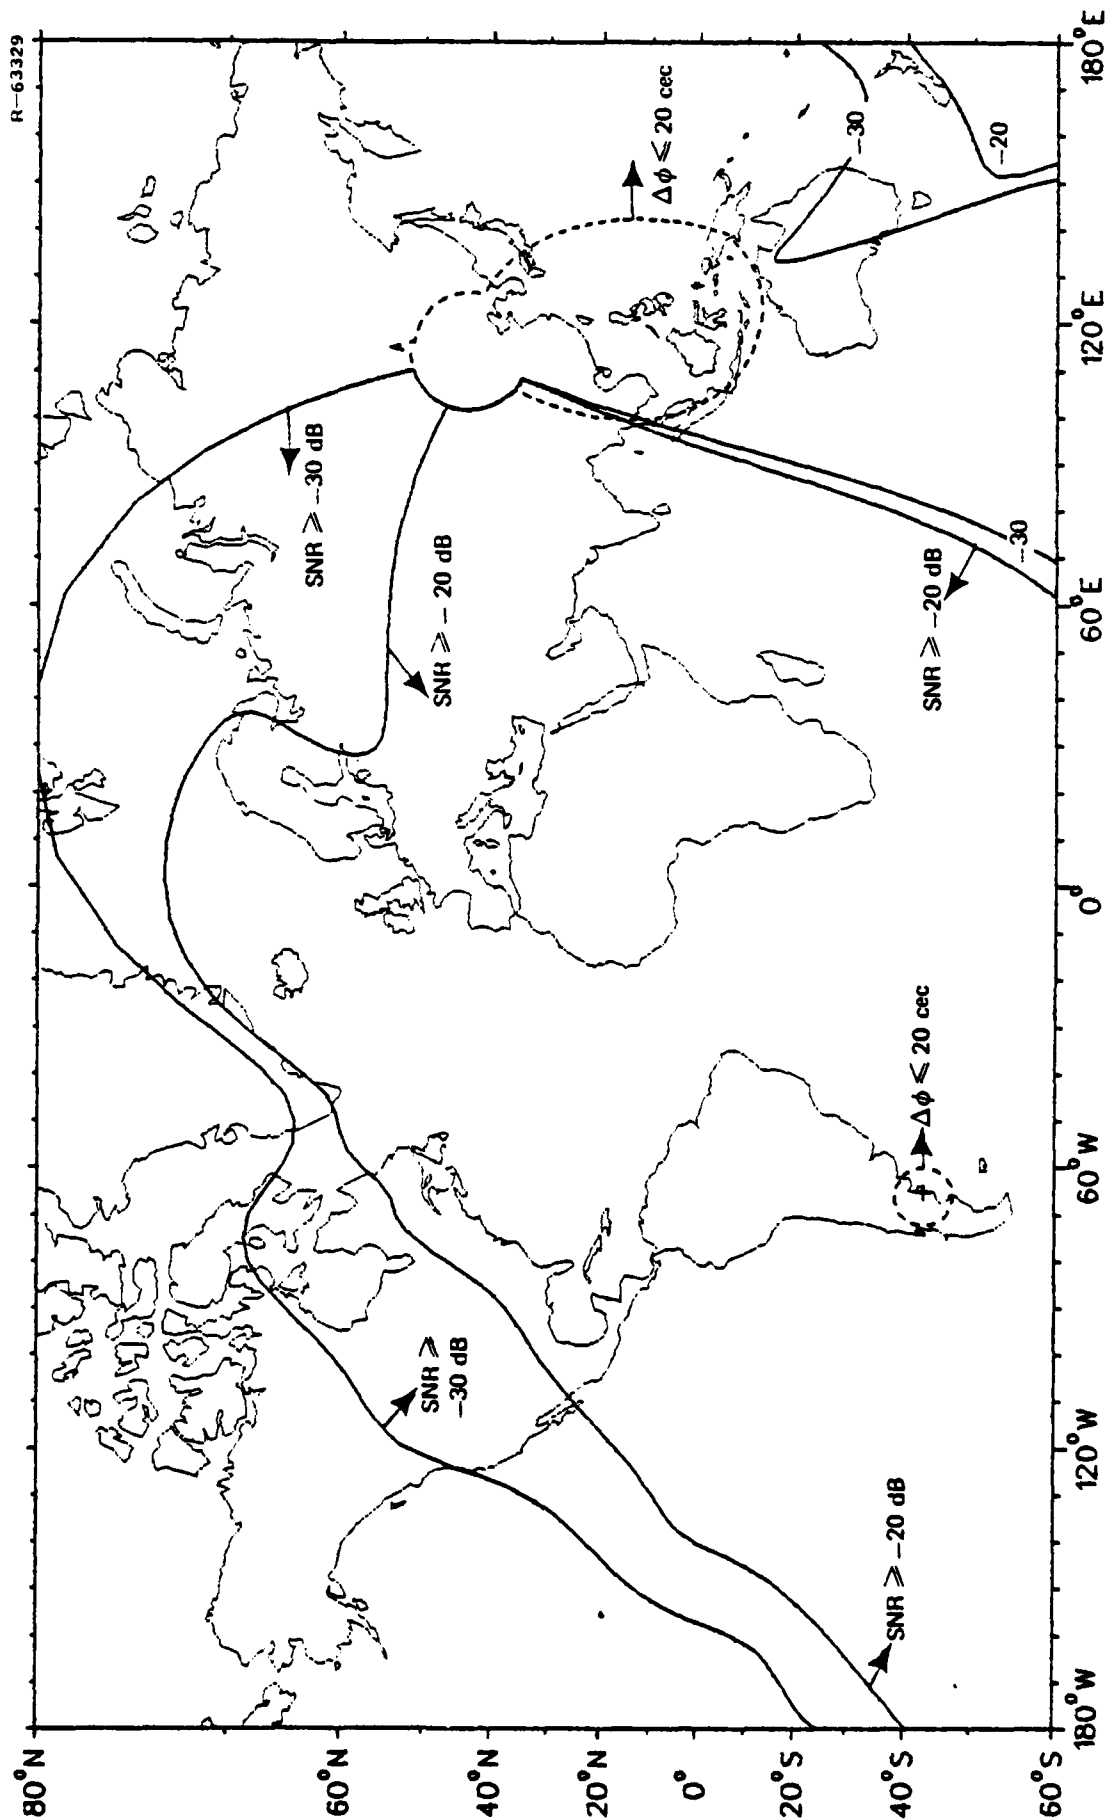 R-63329
80°N
60°N
40°N
20°N
0°
20°S
40°S
60°S
180°W
120°W
60°W
0°
60°E
120°E
180°E
SNR ⩾ -30 dB
SNR ⩾ - 20 dB
SNR ⩾
-30 dB
SNR ⩾ -20 dB
SNR ⩾ -20 dB
-30
Δϕ ⩽ 20 cec
Δϕ ⩽ 20 cec
-30
-20